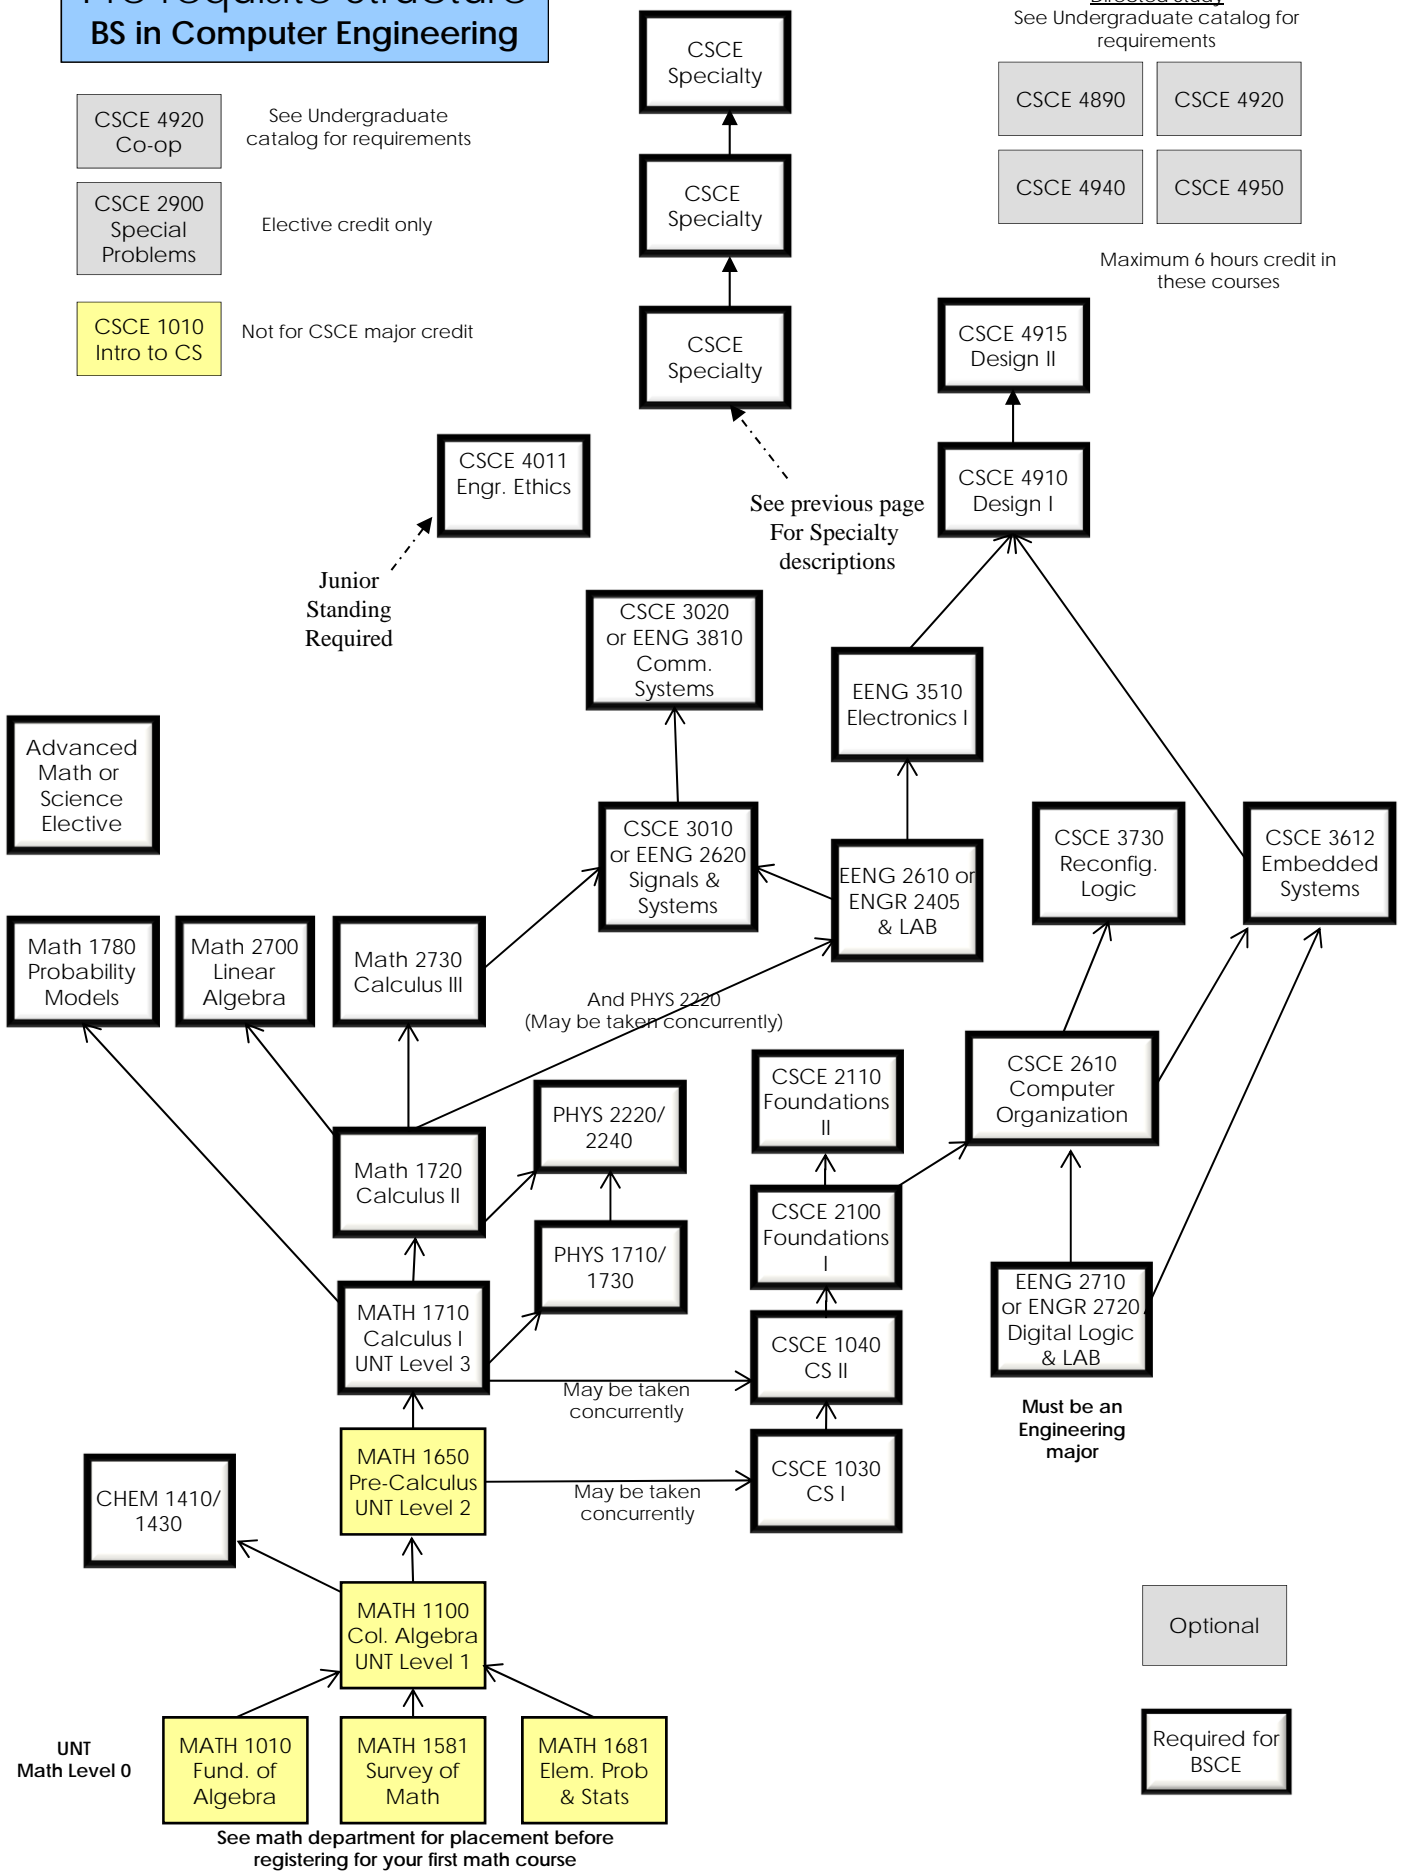 Pre-requisite Structure
BS in Computer Engineering
Directed Study
See Undergraduate catalog for
requirements
CSCE 4890
CSCE 4920
CSCE 4940
CSCE 4950
Maximum 6 hours credit in
these courses
CSCE 4920
Co-op
See Undergraduate
catalog for requirements
CSCE 2900
Special
Problems
Elective credit only
CSCE 1010
Intro to CS
Not for CSCE major credit
CSCE
Specialty
CSCE
Specialty
CSCE
Specialty
See previous page
For Specialty
descriptions
CSCE 4915
Design II
CSCE 4910
Design I
CSCE 4011
Engr. Ethics
Junior
Standing
Required
CSCE 3020
or EENG 3810
Comm.
Systems
EENG 3510
Electronics I
Advanced
Math or
Science
Elective
CSCE 3010
or EENG 2620
Signals &
Systems
EENG 2610 or
ENGR 2405
& LAB
CSCE 3730
Reconfig.
Logic
CSCE 3612
Embedded
Systems
Math 1780
Probability
Models
Math 2700
Linear
Algebra
Math 2730
Calculus III
And PHYS 2220
(May be taken concurrently)
CSCE 2110
Foundations
II
CSCE 2610
Computer
Organization
PHYS 2220/
2240
Math 1720
Calculus II
CSCE 2100
Foundations
I
PHYS 1710/
1730
EENG 2710
or ENGR 2720
Digital Logic
& LAB
Must be an
Engineering
major
MATH 1710
Calculus I
UNT Level 3
CSCE 1040
CS II
May be taken
concurrently
MATH 1650
Pre-Calculus
UNT Level 2
CSCE 1030
CS I
May be taken
concurrently
CHEM 1410/
1430
MATH 1100
Col. Algebra
UNT Level 1
Optional
Required for
BSCE
UNT
Math Level 0
MATH 1010
Fund. of
Algebra
MATH 1581
Survey of
Math
MATH 1681
Elem. Prob
& Stats
See math department for placement before
registering for your first math course